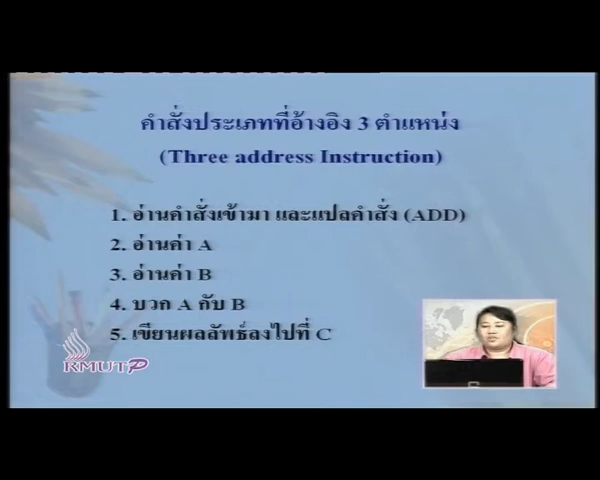 คำสั่งประเภทที่อ้างอิง 3 ตำแหน่ง
(Three address Instruction)
1. อ่านคำสั่งเข้ามา และแปลคำสั่ง (ADD)
2. อ่านค่า A
3. อ่านค่า B
4. บวก A กับ B
5. เขียนผลลัพธ์ลงไปที่ C
RMUTP